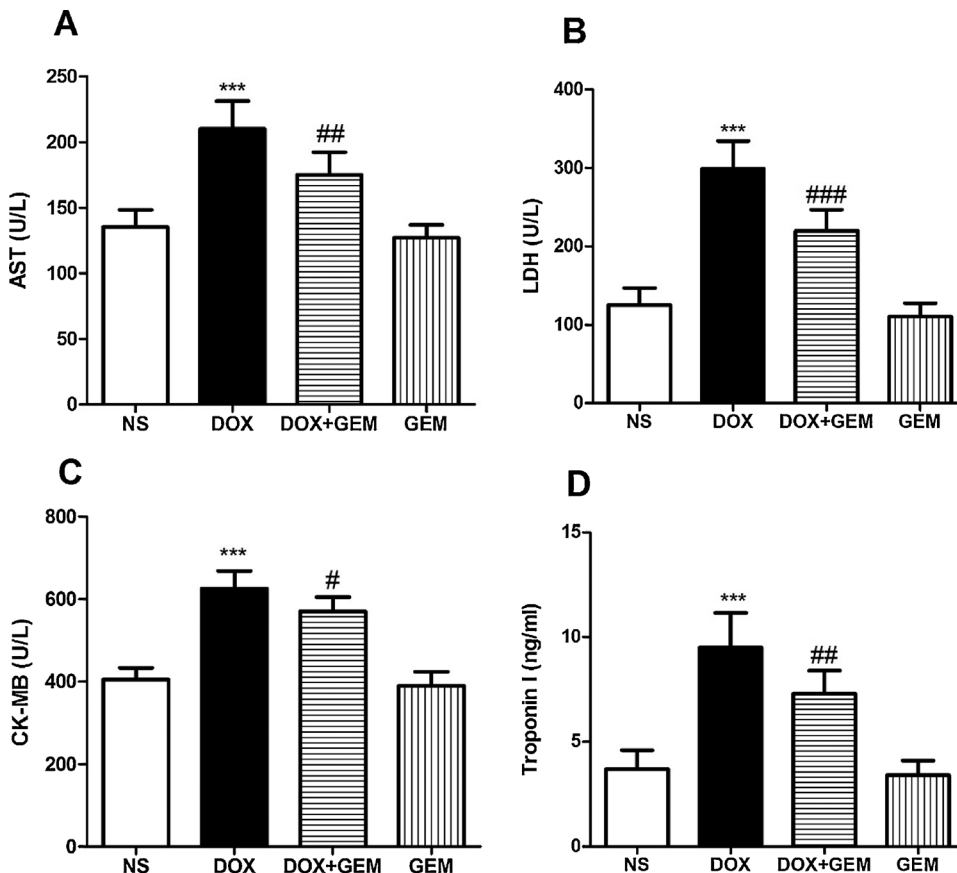 A
AST (U/L)
250
200
150
100
50
0
***
##
NS DOX DOX+GEM GEM
B
LDH (U/L)
400
300
200
100
0
***
###
NS DOX DOX+GEM GEM
C
CK-MB (U/L)
800
600
400
200
0
***
#
NS DOX DOX+GEM GEM
D
Troponin I (ng/ml)
15
10
5
0
***
##
NS DOX DOX+GEM GEM